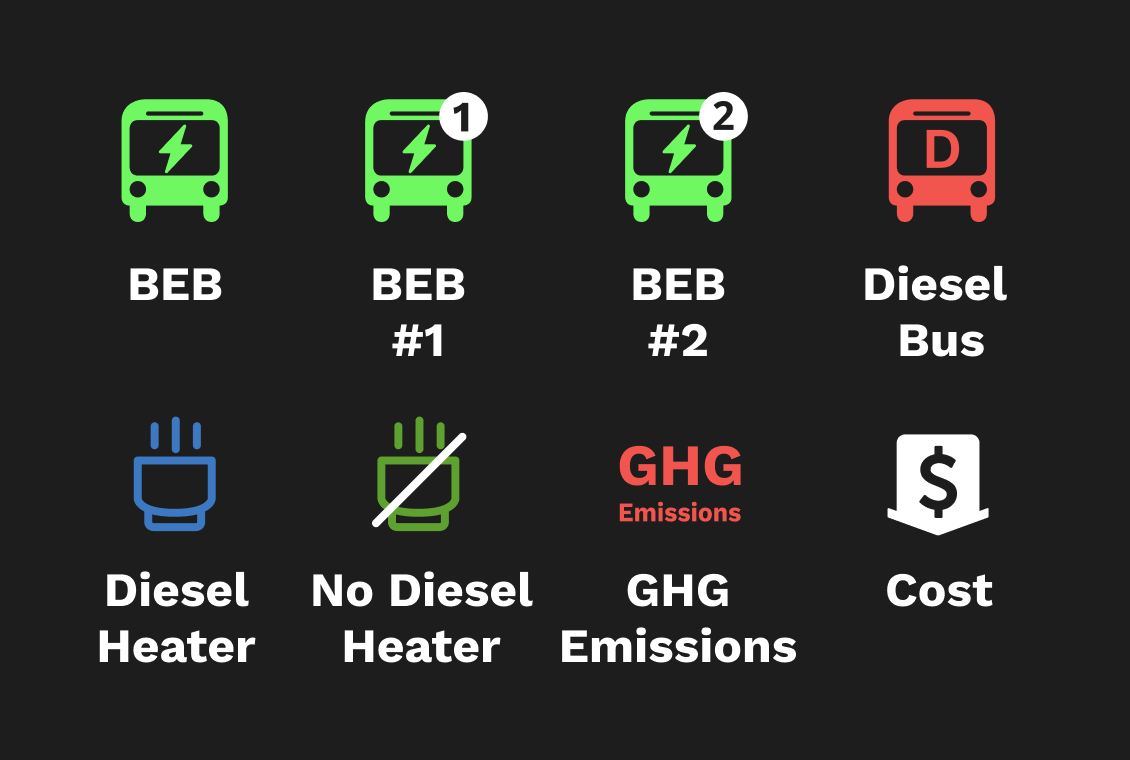 1
2
D
BEB
BEB
#1
BEB
#2
Diesel
Bus
GHG
Emissions
$
Diesel
Heater
No Diesel
Heater
GHG
Emissions
Cost